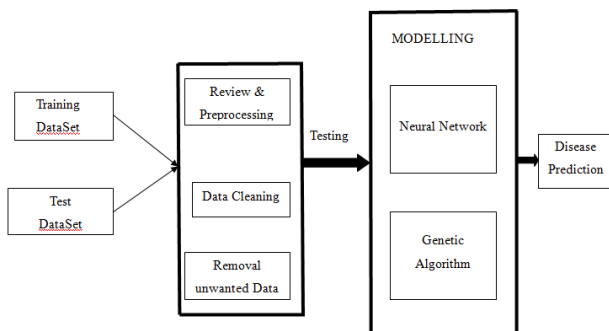 Training
DataSet
Test
DataSet
Review &
Preprocessing
Data Cleaning
Removal
unwanted Data
Testing
MODELLING
Neural Network
Genetic
Algorithm
Disease
Prediction